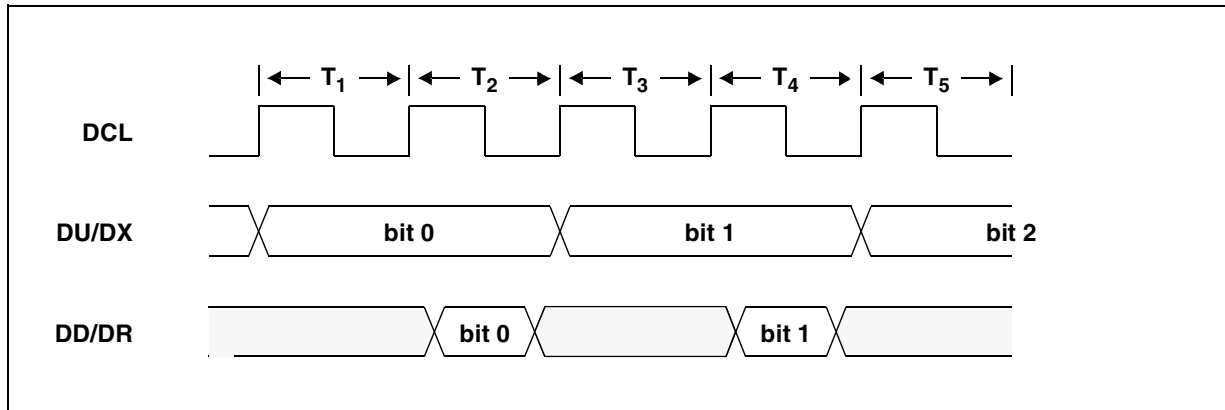 T1 T2 T3 T4 T5
DCL
DU/DX bit 0 bit 1 bit 2
DD/DR bit 0 bit 1